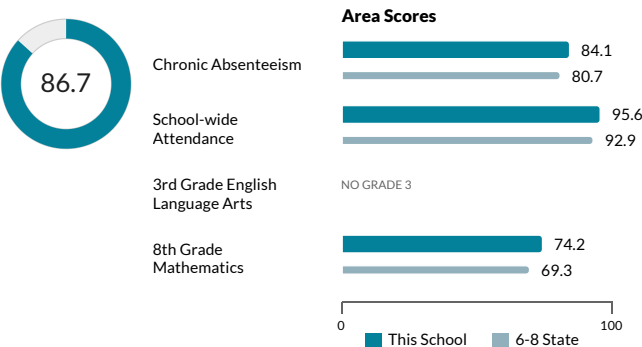 Area Scores
86.7
Chronic Absenteeism
84.1
80.7
School-wide
Attendance
95.6
92.9
3rd Grade English
Language Arts
NO GRADE 3
8th Grade
Mathematics
74.2
69.3
0
100
This School
6-8 State